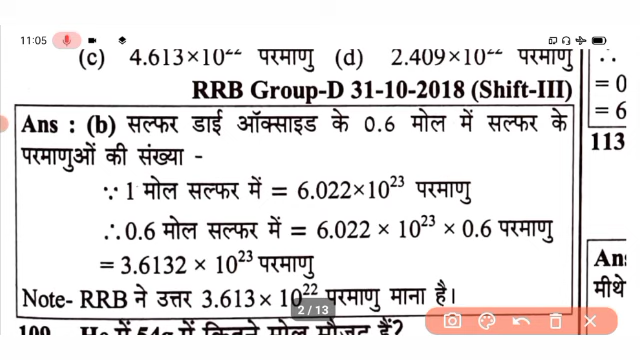 11:05
(c) 4.613×10²² परमाणु (d) 2.409×10²² परमाणु
RRB Group-D 31-10-2018 (Shift-III)
= 0
= 6
Ans : (b) सल्फर डाई ऑक्साइड के 0.6 मोल में सल्फर के
परमाणुओं की संख्या -
113
∵ 1 मोल सल्फर में = 6.022×10²³ परमाणु
∴ 0.6 मोल सल्फर में = 6.022 × 10²³ × 0.6 परमाणु
= 3.6132 × 10²³ परमाणु
An
मीथे
Note- RRB ने उत्तर 3.613 × 10²² परमाणु माना है।
2 / 13